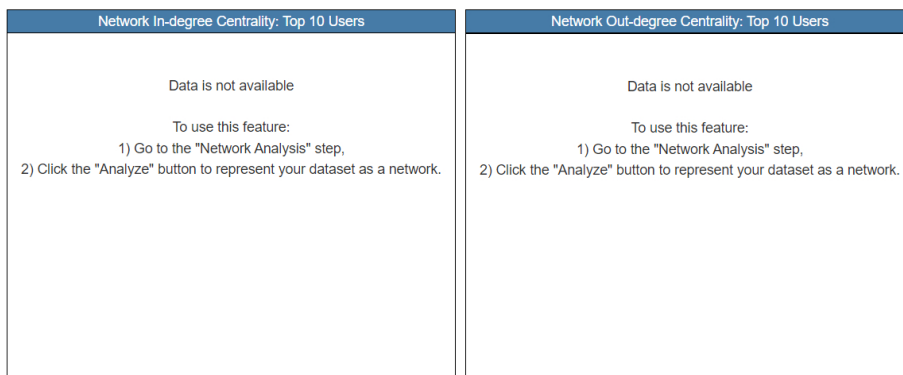 Network In-degree Centrality: Top 10 Users
Data is not available
To use this feature:
1) Go to the "Network Analysis" step,
2) Click the "Analyze" button to represent your dataset as a network.
Network Out-degree Centrality: Top 10 Users
Data is not available
To use this feature:
1) Go to the "Network Analysis" step,
2) Click the "Analyze" button to represent your dataset as a network.